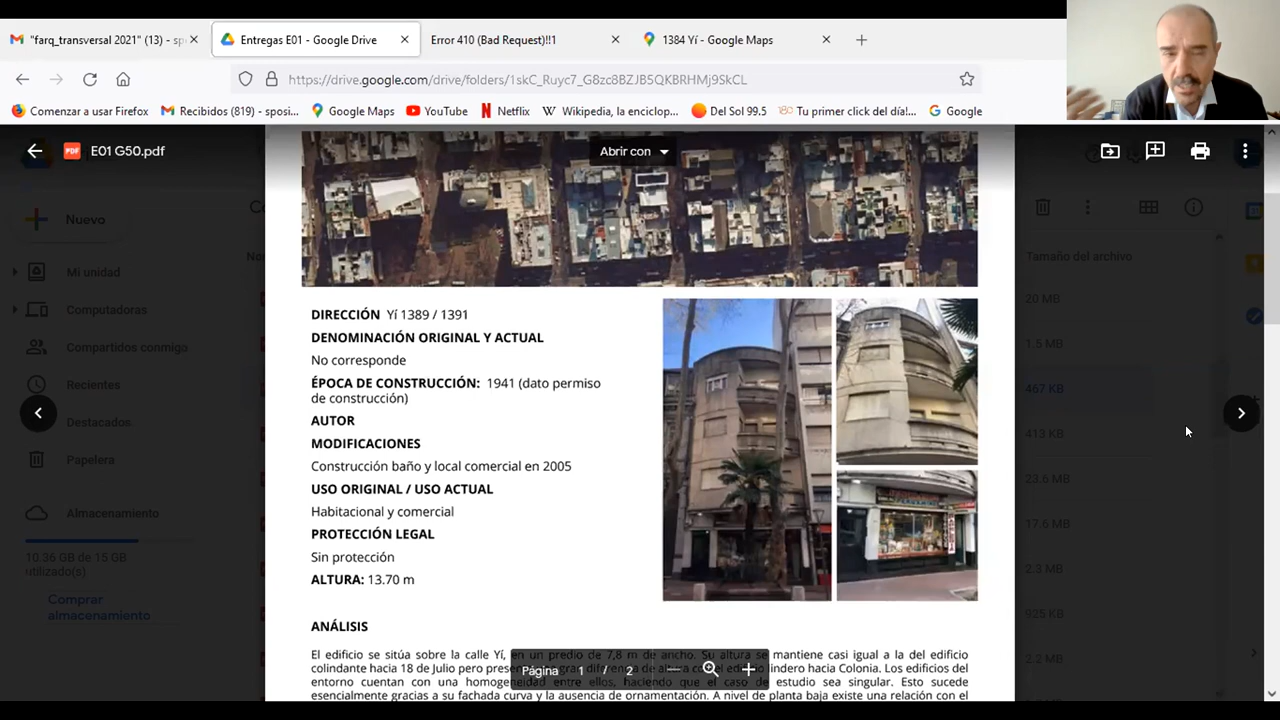 "farq_transversal 2021" (13) - sp
Entregas E01 - Google Drive
Error 410 (Bad Request)!!1
1384 Yí - Google Maps
https://drive.google.com/drive/folders/1skC_Ruyc7_G8zc8BZJB5QKBRHMj9SkCL
Comenzar a usar Firefox
Recibidos (819) - sposi...
Google Maps
YouTube
Netflix
Wikipedia, la enciclop...
Del Sol 99.5
Tu primer click del día!...
Google
E01 G50.pdf
Abrir con
Nuevo
Mi unidad
Computadoras
Compartidos conmigo
Recientes
Destacados
Papelera
Almacenamiento
10.36 GB de 15 GB
utilizado(s)
Comprar
almacenamiento
DIRECCIÓN Yí 1389 / 1391
DENOMINACIÓN ORIGINAL Y ACTUAL
No corresponde
ÉPOCA DE CONSTRUCCIÓN: 1941 (dato permiso
de construcción)
AUTOR
MODIFICACIONES
Construcción baño y local comercial en 2005
USO ORIGINAL / USO ACTUAL
Habitacional y comercial
PROTECCIÓN LEGAL
Sin protección
ALTURA: 13.70 m
ANÁLISIS
El edificio se sitúa sobre la calle Yí, en un predio de 7,8 m de ancho. Su altura se mantiene casi igual a la del edificio
colindante hacia 18 de Julio pero presenta gran diferencia de altura con el edificio lindero hacia Colonia. Los edificios del
entorno cuentan con una homogeneidad entre ellos, haciendo que el caso de estudio sea singular. Esto sucede
esencialmente gracias a su fachada curva y la ausencia de ornamentación. A nivel de planta baja existe una relación con el
Página 1 / 2
Tamaño del archivo
20 MB
1.5 MB
467 KB
413 KB
23.6 MB
17.6 MB
2.3 MB
925 KB
2.2 MB